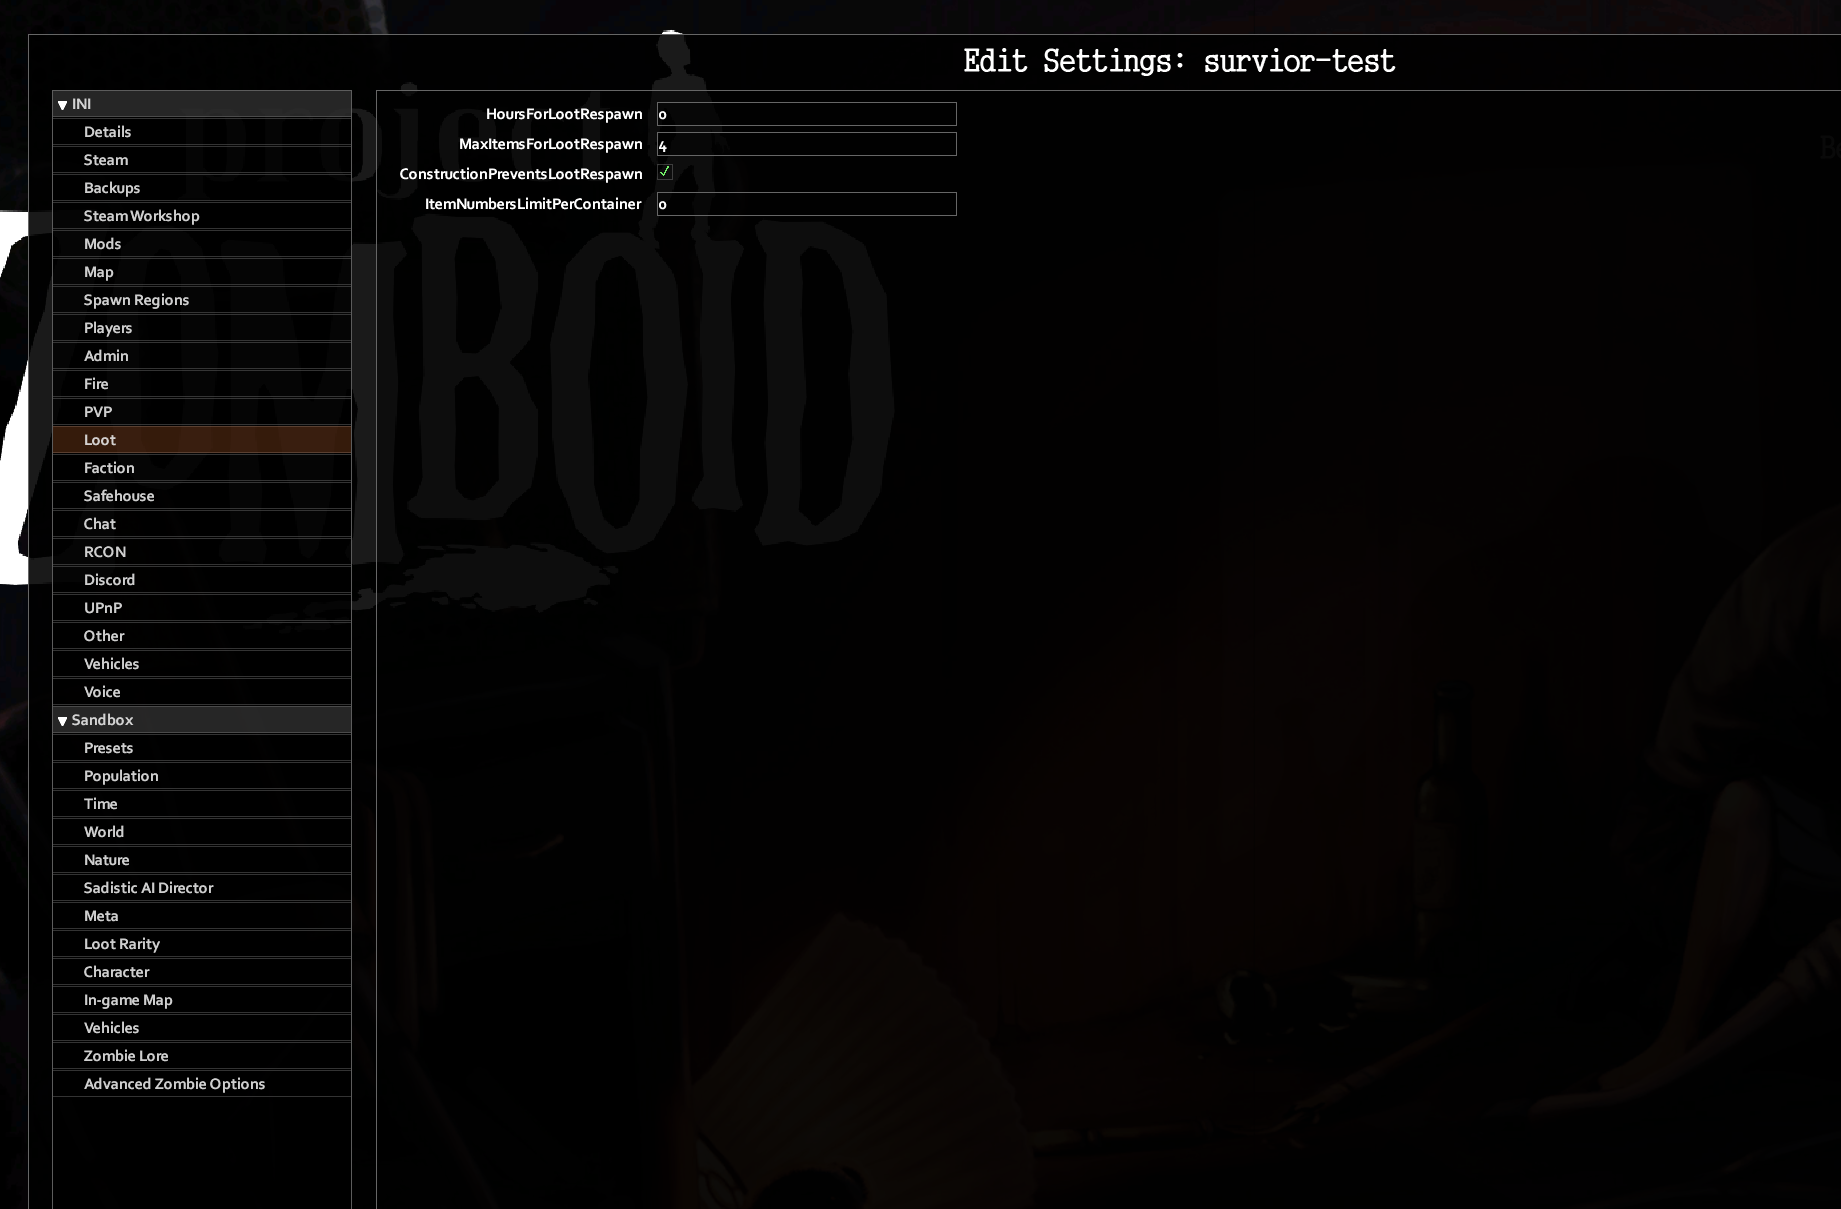 Edit Settings: survior-test
INI
Details
Steam
Backups
Steam Workshop
Mods
Map
Spawn Regions
Players
Admin
Fire
PVP
Loot
Faction
Safehouse
Chat
RCON
Discord
UPnP
Other
Vehicles
Voice
Sandbox
Presets
Population
Time
World
Nature
Sadistic AI Director
Meta
Loot Rarity
Character
In-game Map
Vehicles
Zombie Lore
Advanced Zombie Options
HoursForLootRespawn 0
MaxItemsForLootRespawn 4
ConstructionPreventsLootRespawn
ItemNumbersLimitPerContainer 0
project
ZOMBOID